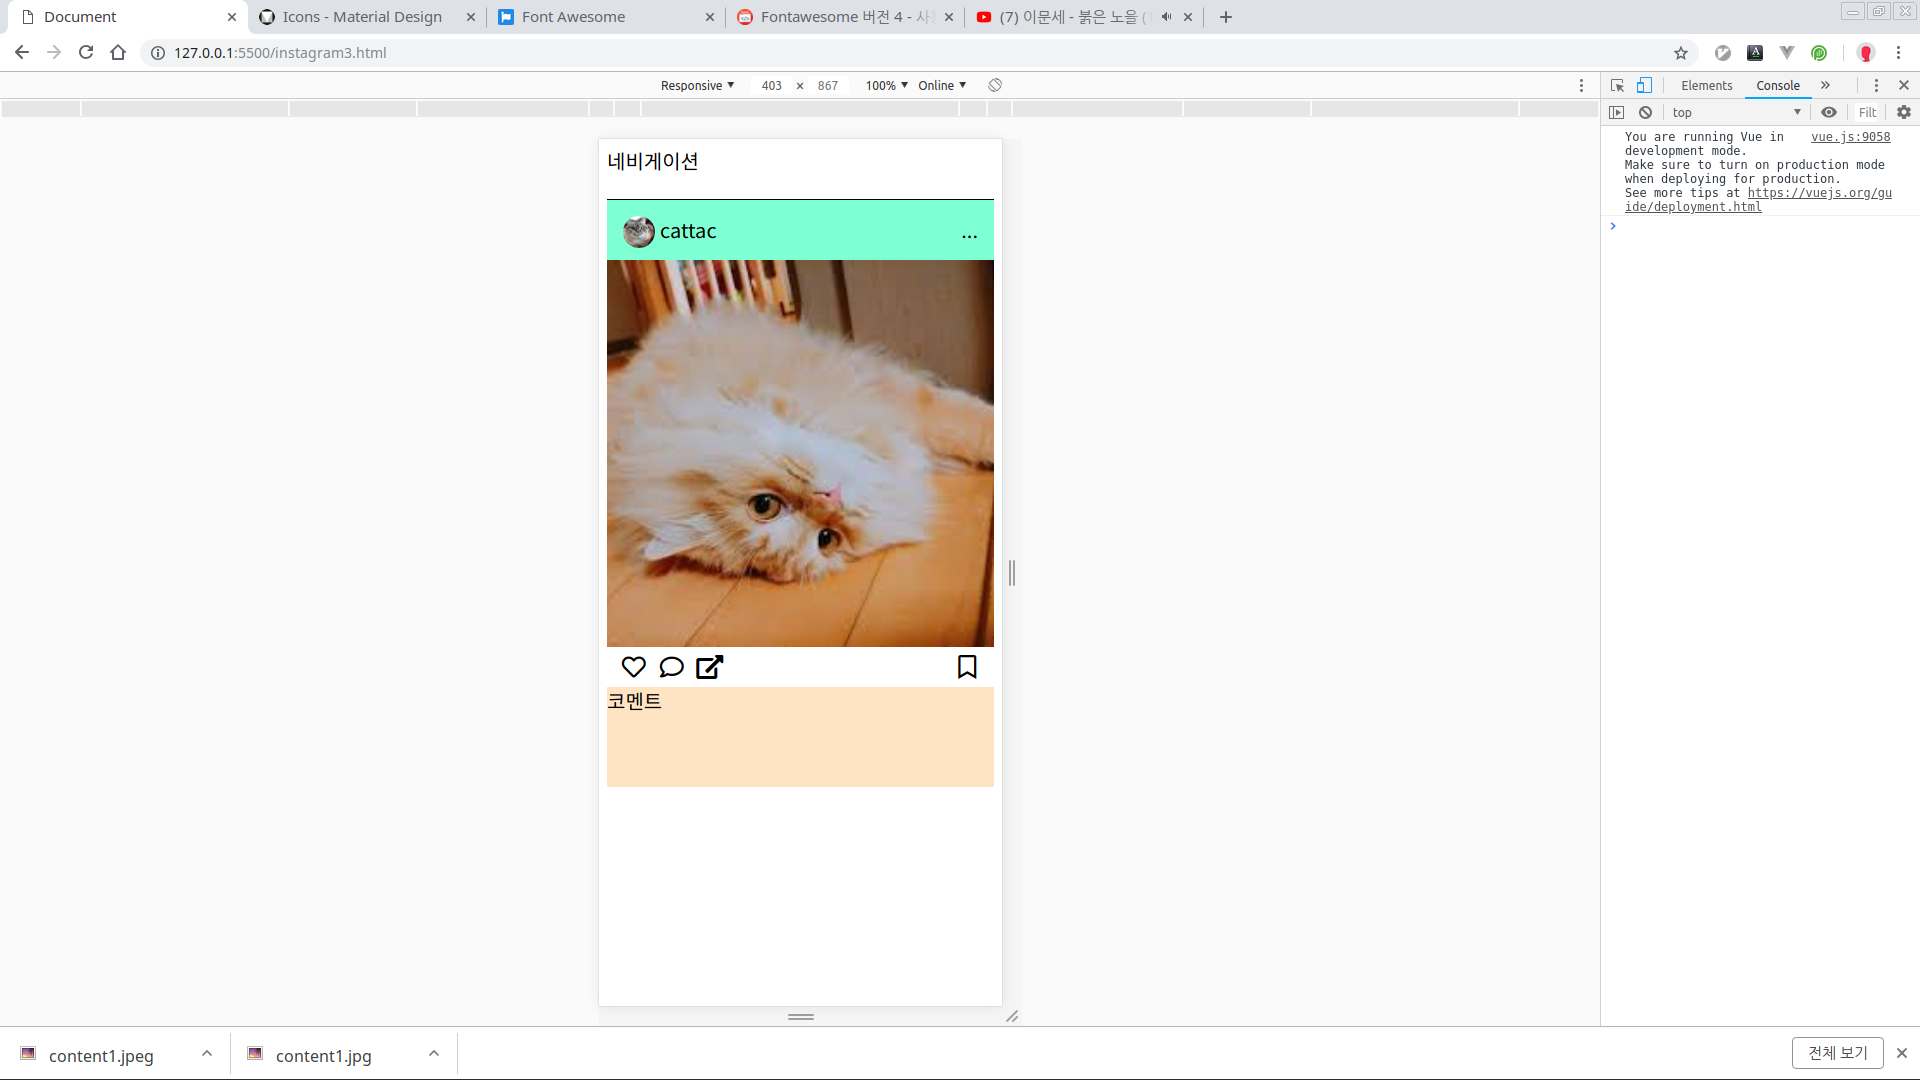 Document
Icons - Material Design
Font Awesome
Fontawesome 버전 4 - 사
(7) 이문세 - 붉은 노을 (
127.0.0.1:5500/instagram3.html
Responsive
403
×
867
100%
Online
Elements
Console
top
Filt
You are running Vue in
vue.js:9058
development mode.
Make sure to turn on production mode
when deploying for production.
See more tips at https://vuejs.org/gu
ide/deployment.html
네비게이션
cattac
...
코멘트
content1.jpeg
content1.jpg
전체 보기